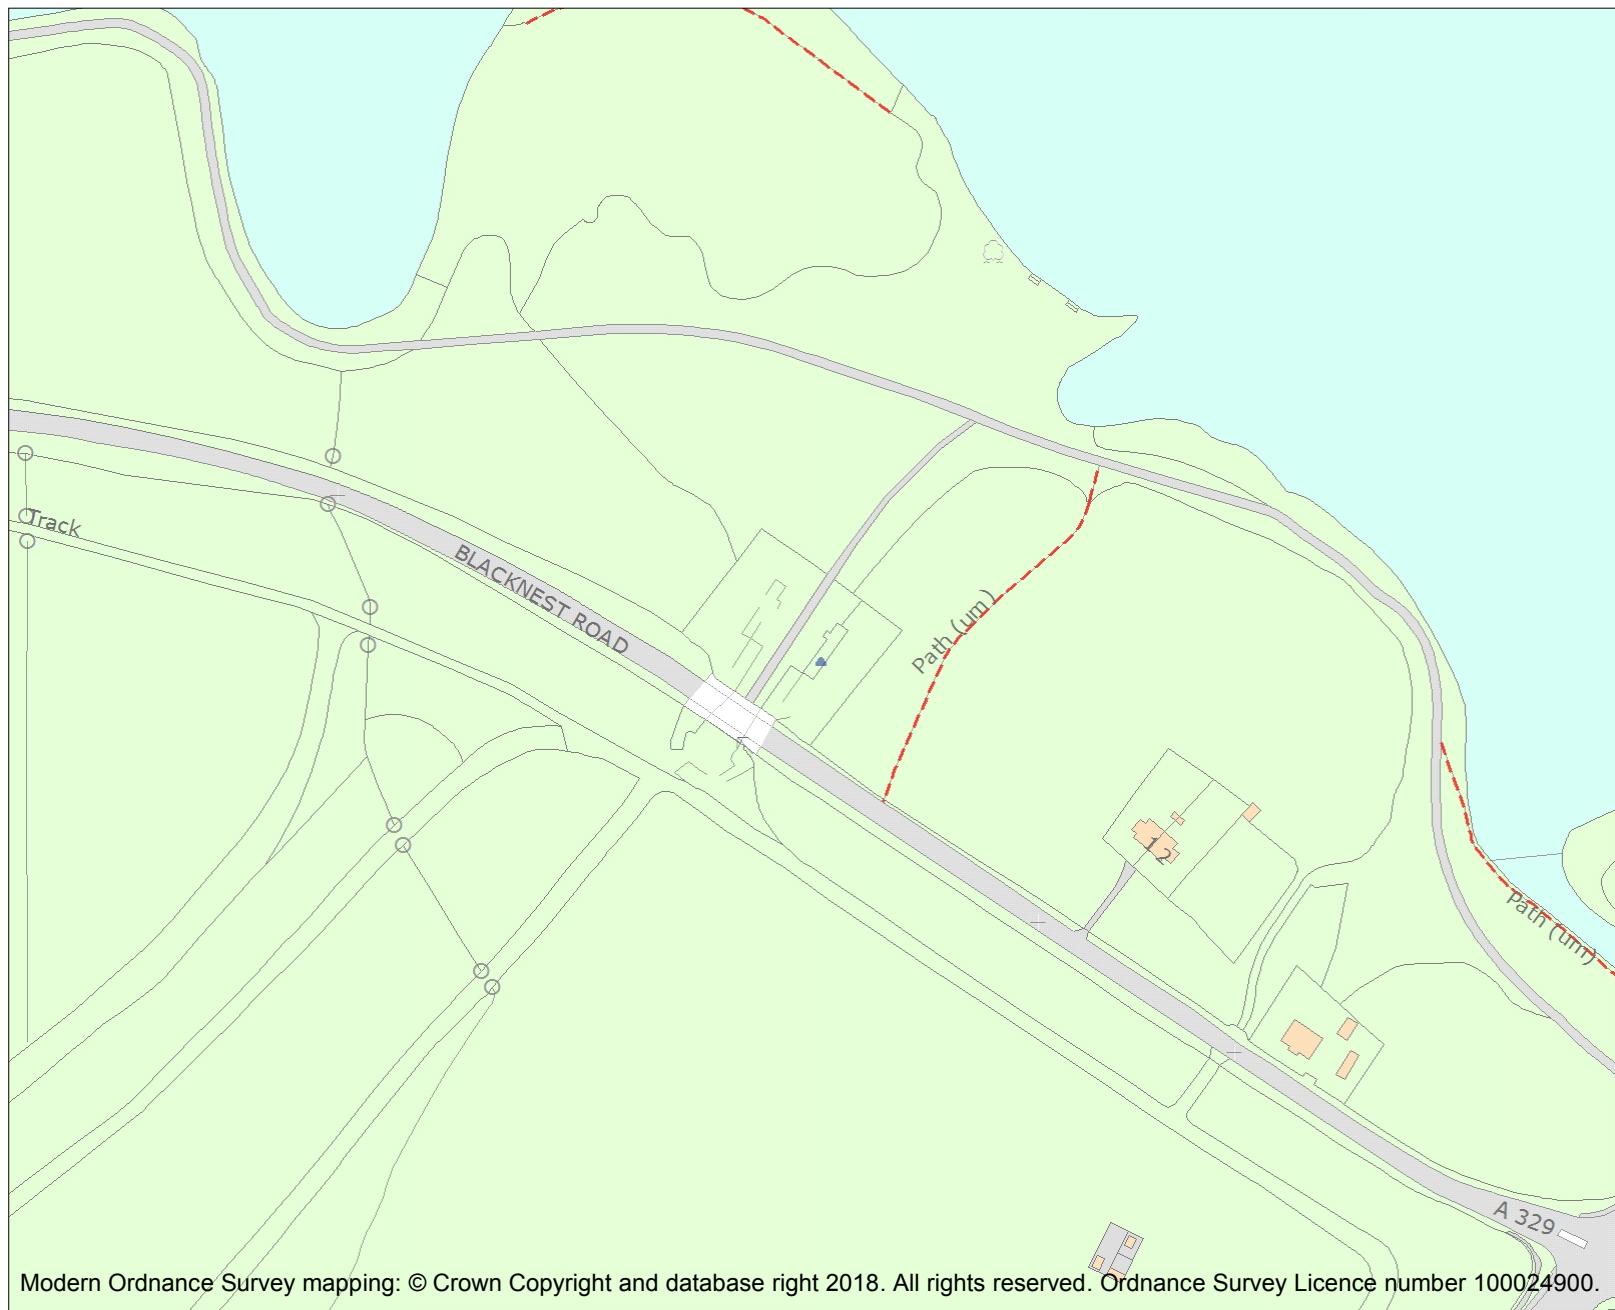 Track
BLACKNEST ROAD
Path (um)
12
Path (um)
A 329
Modern Ordnance Survey mapping: © Crown Copyright and database right 2018. All rights reserved. Ordnance Survey Licence number 100024900.